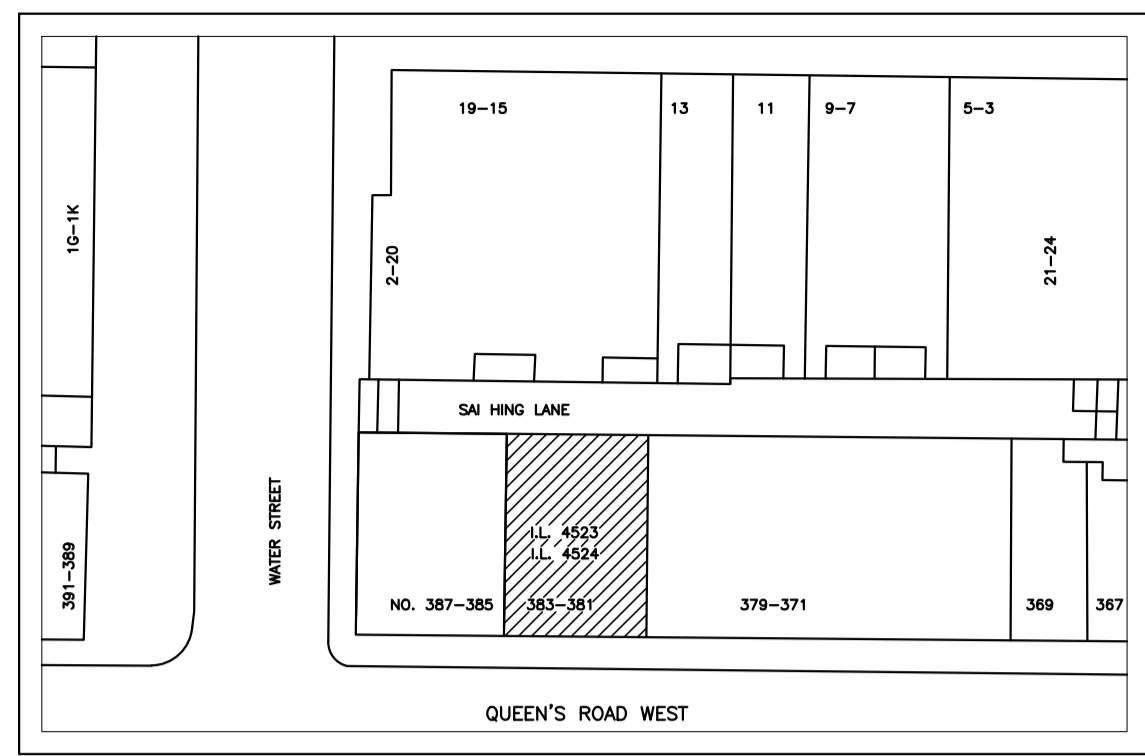 19-15
13
11
9-7
5-3
1G-1K
2-20
21-24
SAI HING LANE
WATER STREET
I.L. 4523
I.L. 4524
391-389
NO. 387-385
383-381
379-371
369
367
QUEEN'S ROAD WEST